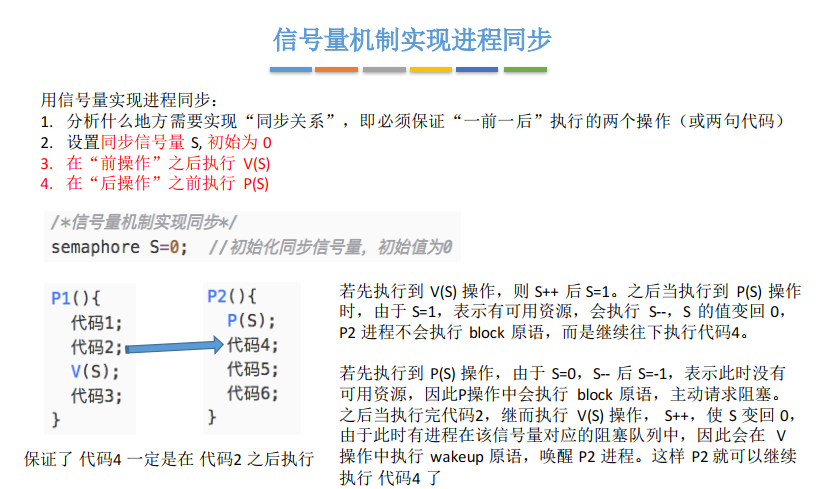 信号量机制实现进程同步
用信号量实现进程同步：
1. 分析什么地方需要实现“同步关系”，即必须保证“一前一后”执行的两个操作（或两句代码）
2. 设置同步信号量 S, 初始为 0
3. 在“前操作”之后执行 V(S)
4. 在“后操作”之前执行 P(S)
/*信号量机制实现同步*/
semaphore S=0; //初始化同步信号量，初始值为0
P1(){
代码1;
代码2;
V(S);
代码3;
}
P2(){
P(S);
代码4;
代码5;
代码6;
}
保证了 代码4 一定是在 代码2 之后执行
若先执行到 V(S) 操作，则 S++ 后 S=1。之后当执行到 P(S) 操作
时，由于 S=1，表示有可用资源，会执行 S--，S 的值变回 0，
P2 进程不会执行 block 原语，而是继续往下执行代码4。
若先执行到 P(S) 操作，由于 S=0，S-- 后 S=-1，表示此时没有
可用资源，因此P操作中会执行 block 原语，主动请求阻塞。
之后当执行完代码2，继而执行 V(S) 操作， S++，使 S 变回 0，
由于此时有进程在该信号量对应的阻塞队列中，因此会在 V
操作中执行 wakeup 原语，唤醒 P2 进程。这样 P2 就可以继续
执行 代码4 了